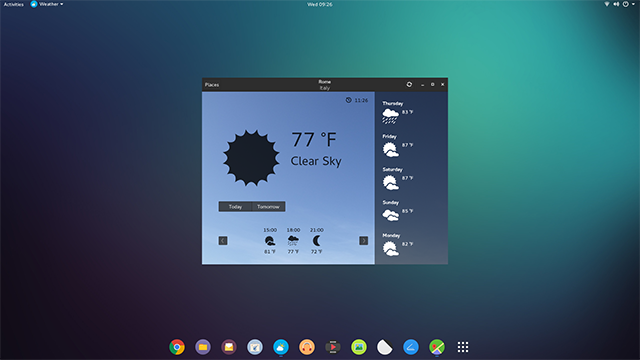 Activities Weather Wed 09:26
Places Rome
Italy
11:26
77 °F
Clear Sky
Today Tomorrow
15:00 18:00 21:00
81 °F 77 °F 72 °F
Thursday
83 °F
Friday
87 °F
Saturday
87 °F
Sunday
85 °F
Monday
82 °F